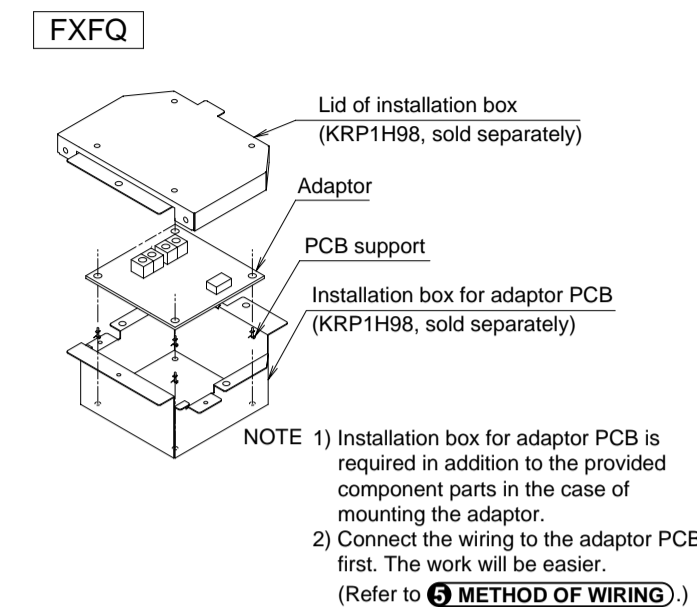 FXFQ
Lid of installation box
(KRP1H98, sold separately)
Adaptor
PCB support
Installation box for adaptor PCB
(KRP1H98, sold separately)
NOTE 1) Installation box for adaptor PCB is
required in addition to the provided
component parts in the case of
mounting the adaptor.
2) Connect the wiring to the adaptor PCB
first. The work will be easier.
(Refer to 5 METHOD OF WRING.)